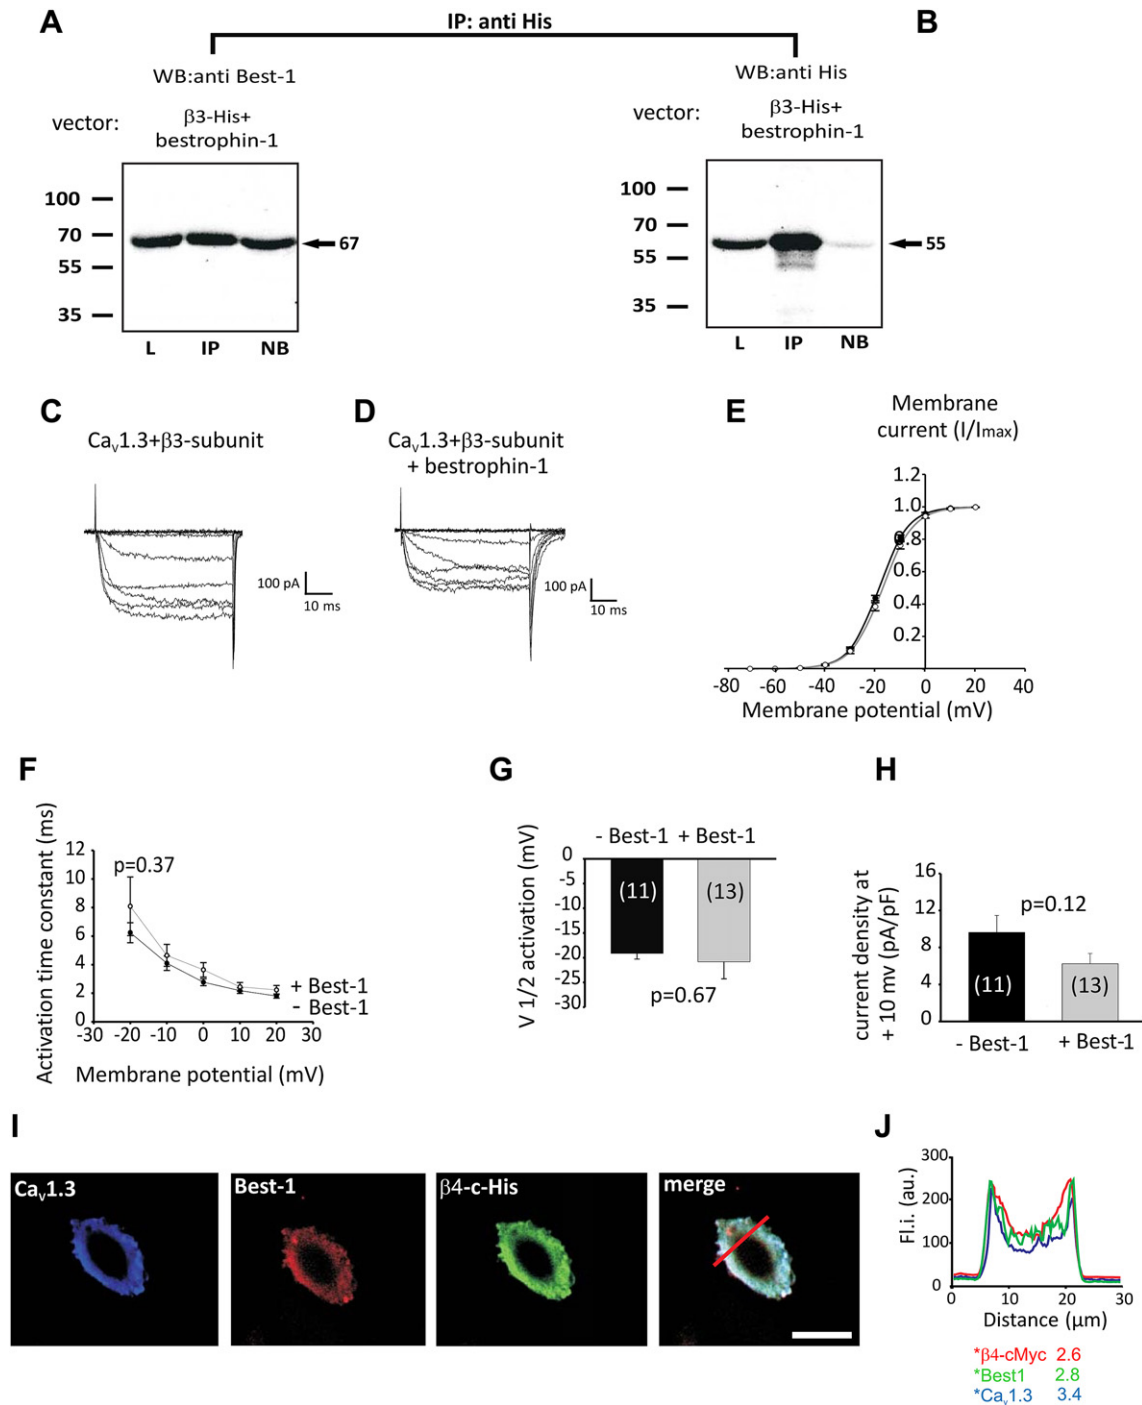 A
IP: anti His
B
WB:anti Best-1
WB:anti His
vector:
β3-His+
bestrophin-1
β3-His+
bestrophin-1
100
70
55
35
67
L IP NB
100
70
55
35
55
L IP NB
C
Caᵥ1.3+β3-subunit
100 pA
10 ms
D
Caᵥ1.3+β3-subunit
+ bestrophin-1
100 pA
10 ms
E
Membrane
current (I/Imax)
1.2
1.0
0.8
0.6
0.4
0.2
-80 -60 -40 -20 0 20 40
Membrane potential (mV)
F
Activation time constant (ms)
12
10
8
6
4
2
0
p=0.37
+ Best-1
- Best-1
-30 -20 -10 0 10 20 30
Membrane potential (mV)
G
V 1/2 activation (mV)
- Best-1 + Best-1
0
-5
-10
-15
-20
-25
-30
(11)
(13)
p=0.67
H
current density at
+ 10 mv (pA/pF)
16
12
8
4
0
p=0.12
(11)
(13)
- Best-1 + Best-1
I
Caᵥ1.3
Best-1
β4-c-His
merge
J
Fl.i. (au.)
300
200
100
0
0 10 20 30
Distance (µm)
*β4-cMyc 2.6
*Best1 2.8
*Caᵥ1.3 3.4